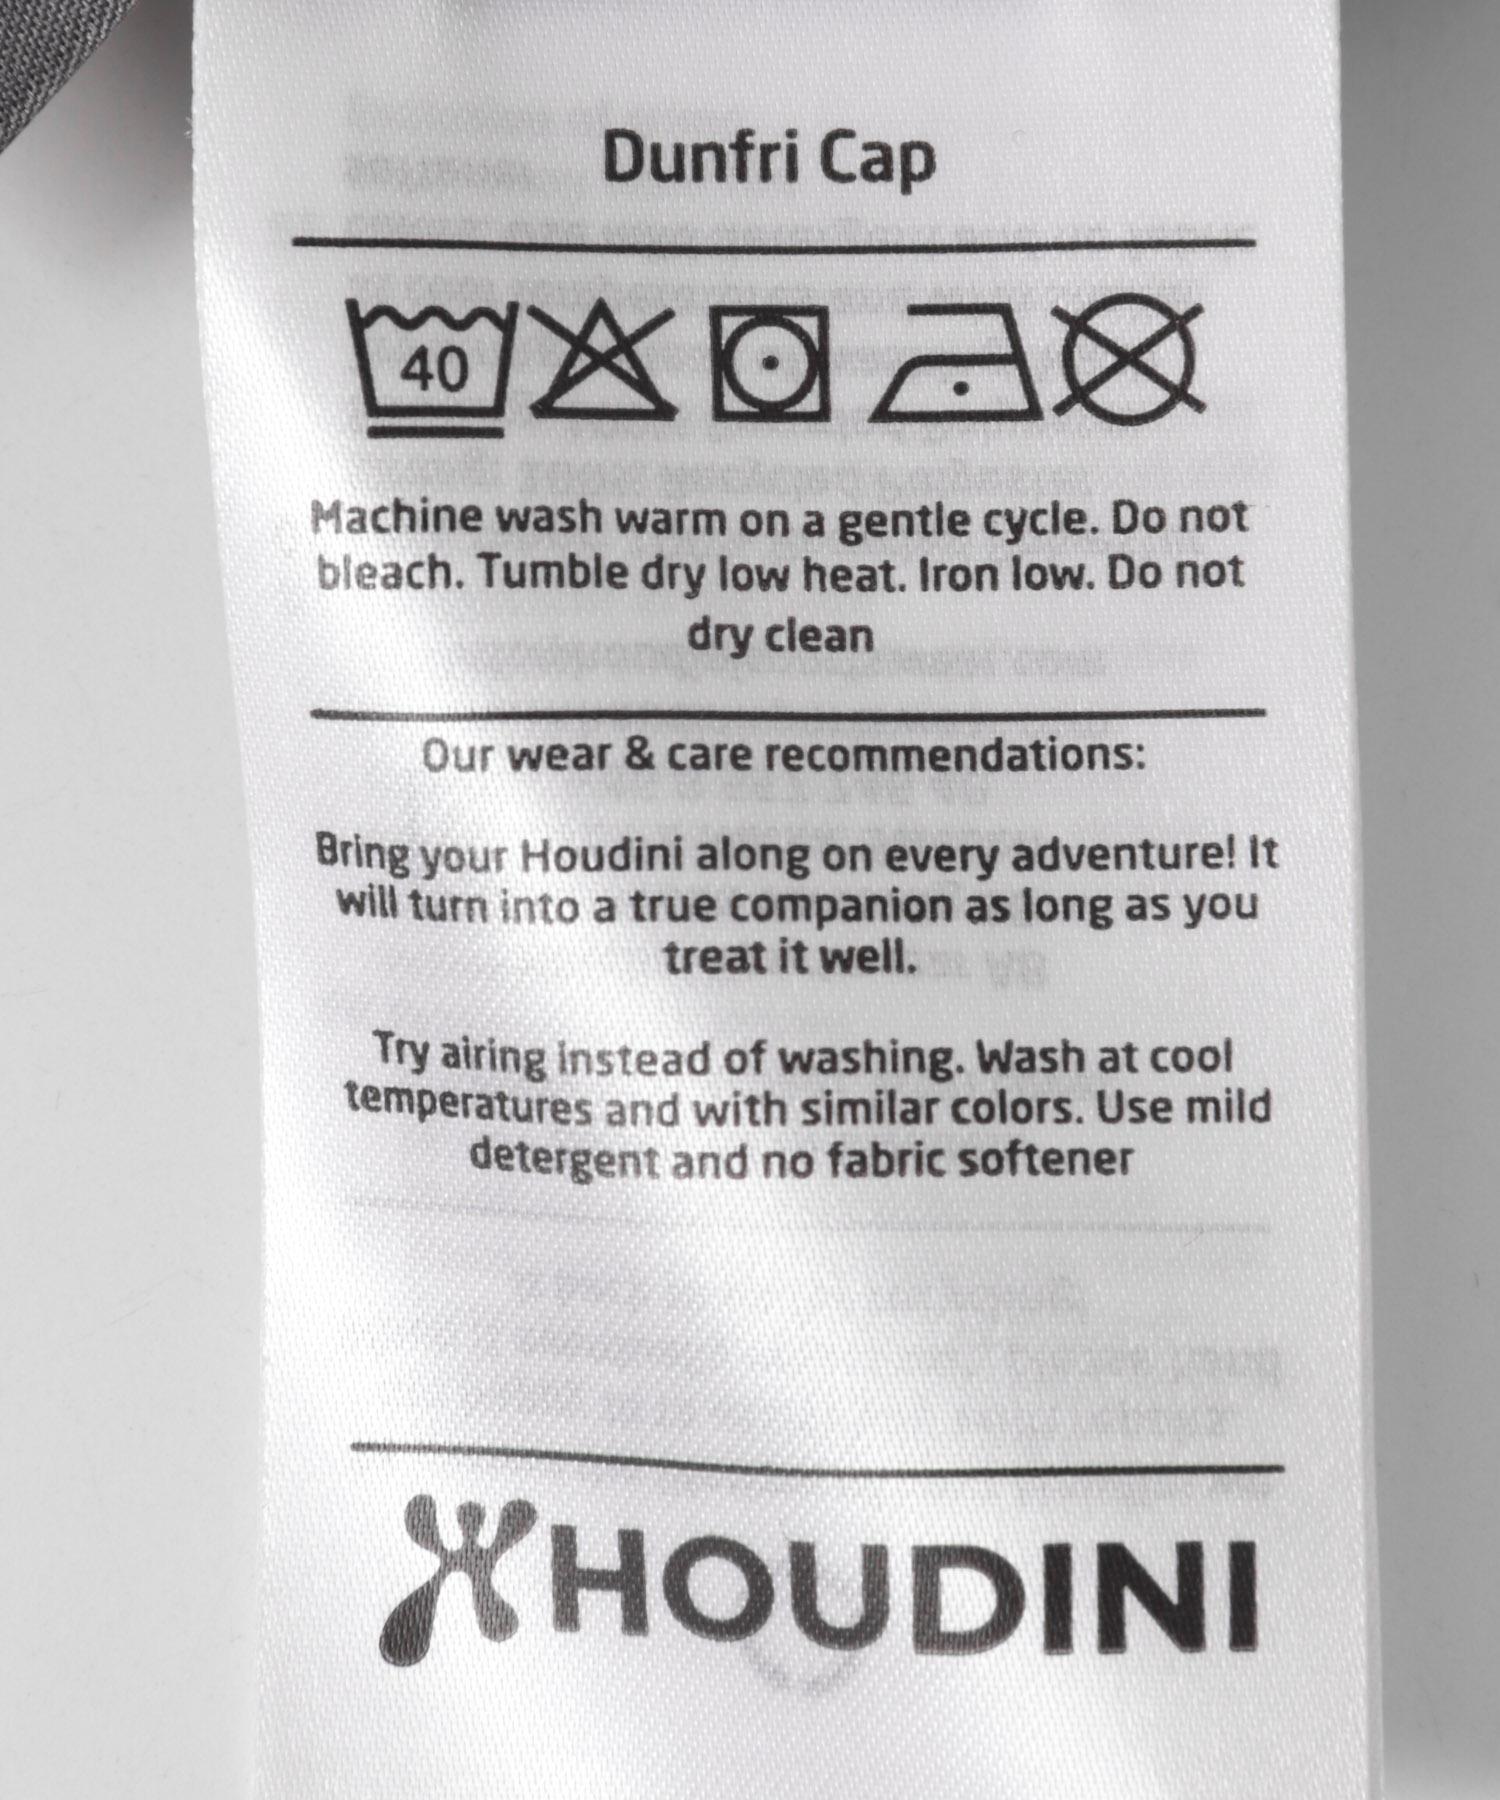 Dunfri Cap
40
Machine wash warm on a gentle cycle. Do not
bleach. Tumble dry low heat. Iron low. Do not
dry clean
Our wear & care recommendations:
Bring your Houdini along on every adventure! It
will turn into a true companion as long as you
treat it well.
Try airing instead of washing. Wash at cool
temperatures and with similar colors. Use mild
detergent and no fabric softener
HOUDINI